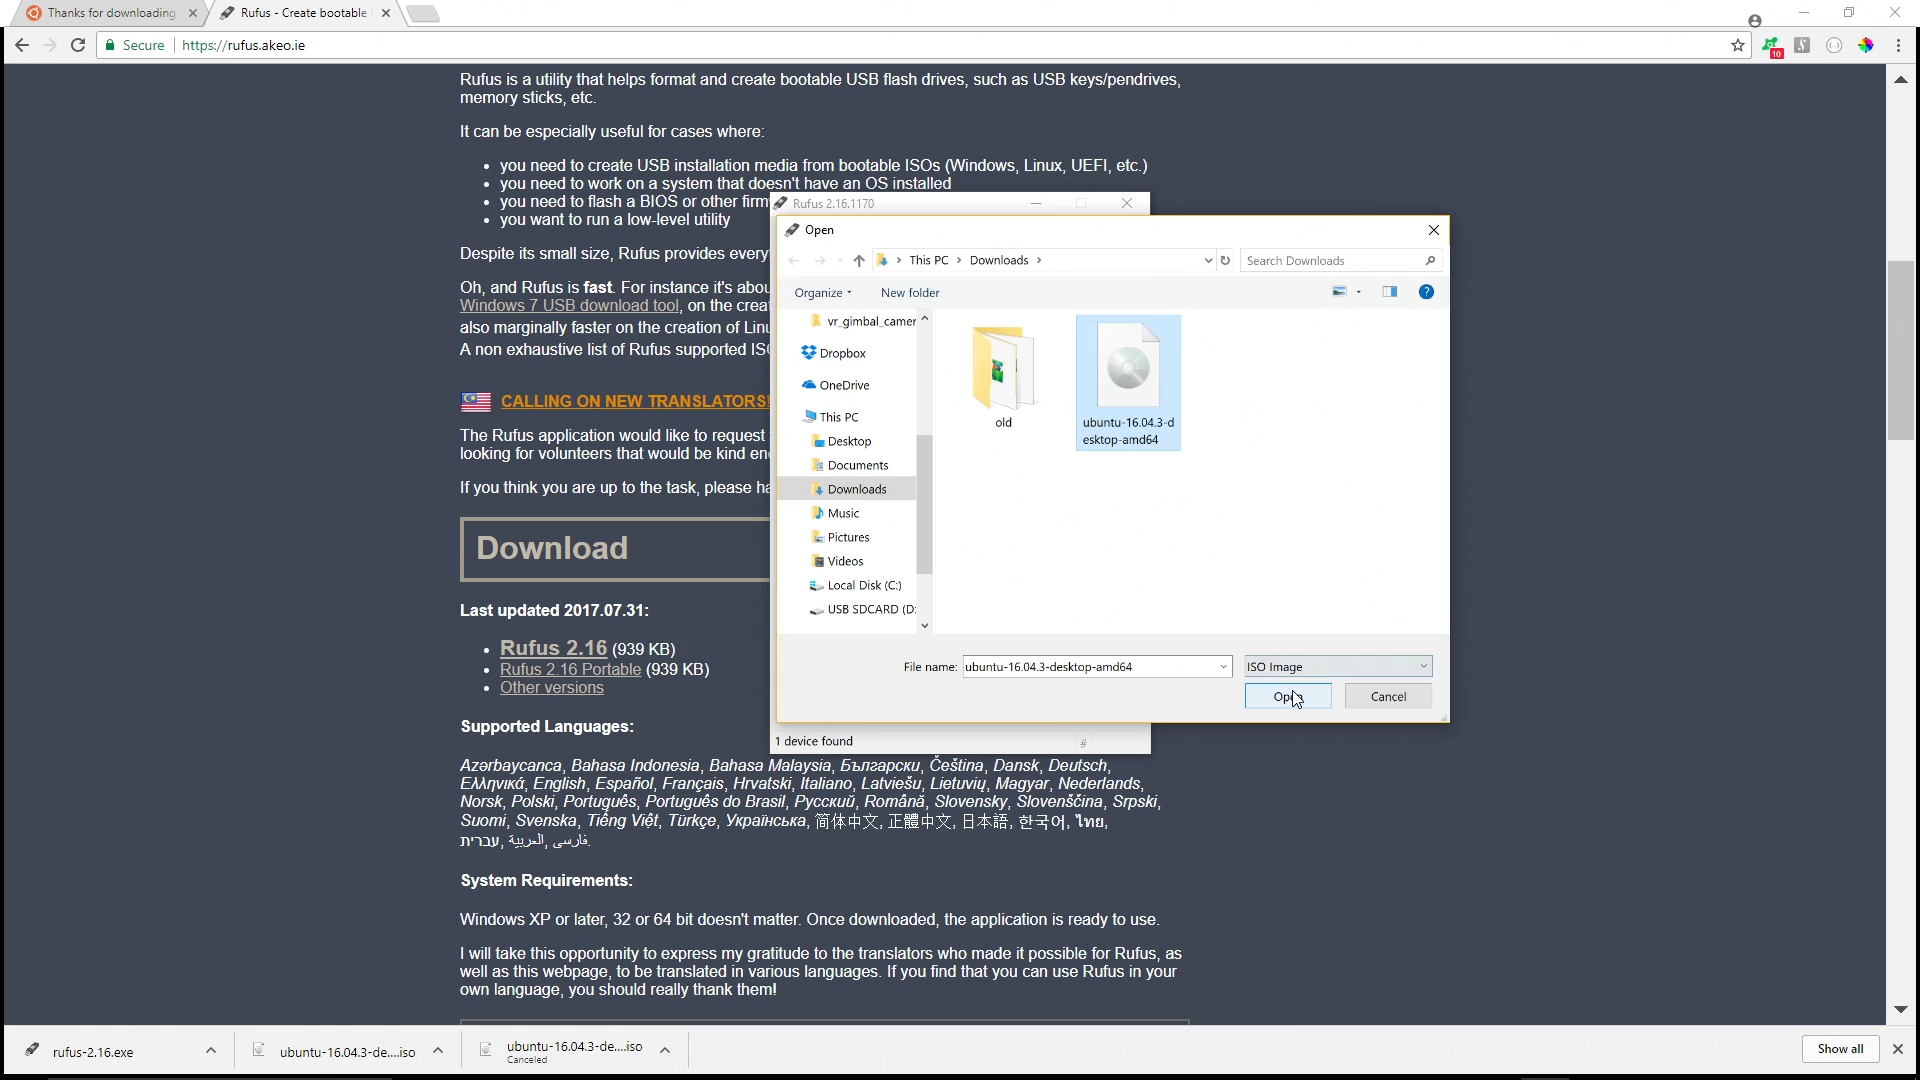 Thanks for downloading
Rufus - Create bootable
Secure
https://rufus.akeo.ie
10
Rufus is a utility that helps format and create bootable USB flash drives, such as USB keys/pendrives,
memory sticks, etc.
It can be especially useful for cases where:
• you need to create USB installation media from bootable ISOs (Windows, Linux, UEFI, etc.)
• you need to work on a system that doesn't have an OS installed
• you need to flash a BIOS or other firm
• you want to run a low-level utility
Despite its small size, Rufus provides every
Oh, and Rufus is fast. For instance it's abou
Windows 7 USB download tool, on the creat
also marginally faster on the creation of Linu
A non exhaustive list of Rufus supported ISO
CALLING ON NEW TRANSLATORS!
The Rufus application would like to request
looking for volunteers that would be kind en
If you think you are up to the task, please ha
Download
Last updated 2017.07.31:
• Rufus 2.16 (939 KB)
• Rufus 2.16 Portable (939 KB)
• Other versions
Supported Languages:
Azərbaycanca, Bahasa Indonesia, Bahasa Malaysia, Български, Čeština, Dansk, Deutsch,
Ελληνικά, English, Español, Français, Hrvatski, Italiano, Latviešu, Lietuvių, Magyar, Nederlands,
Norsk, Polski, Português, Português do Brasil, Русский, Română, Slovensky, Slovenščina, Srpski,
Suomi, Svenska, Tiếng Việt, Türkçe, Українська, 简体中文, 正體中文, 日本語, 한국어, ไทย,
עברית, العربية, فارسی.
System Requirements:
Windows XP or later, 32 or 64 bit doesn't matter. Once downloaded, the application is ready to use.
I will take this opportunity to express my gratitude to the translators who made it possible for Rufus, as
well as this webpage, to be translated in various languages. If you find that you can use Rufus in your
own language, you should really thank them!
Rufus 2.16.1170
Open
This PC > Downloads >
Search Downloads
Organize
New folder
vr_gimbal_camer
Dropbox
OneDrive
This PC
Desktop
Documents
Downloads
Music
Pictures
Videos
Local Disk (C:)
USB SDCARD (D:
old
ubuntu-16.04.3-d
esktop-amd64
File name: ubuntu-16.04.3-desktop-amd64
ISO Image
Open
Cancel
1 device found
#
rufus-2.16.exe
ubuntu-16.04.3-de....iso
ubuntu-16.04.3-de....iso
Canceled
Show all